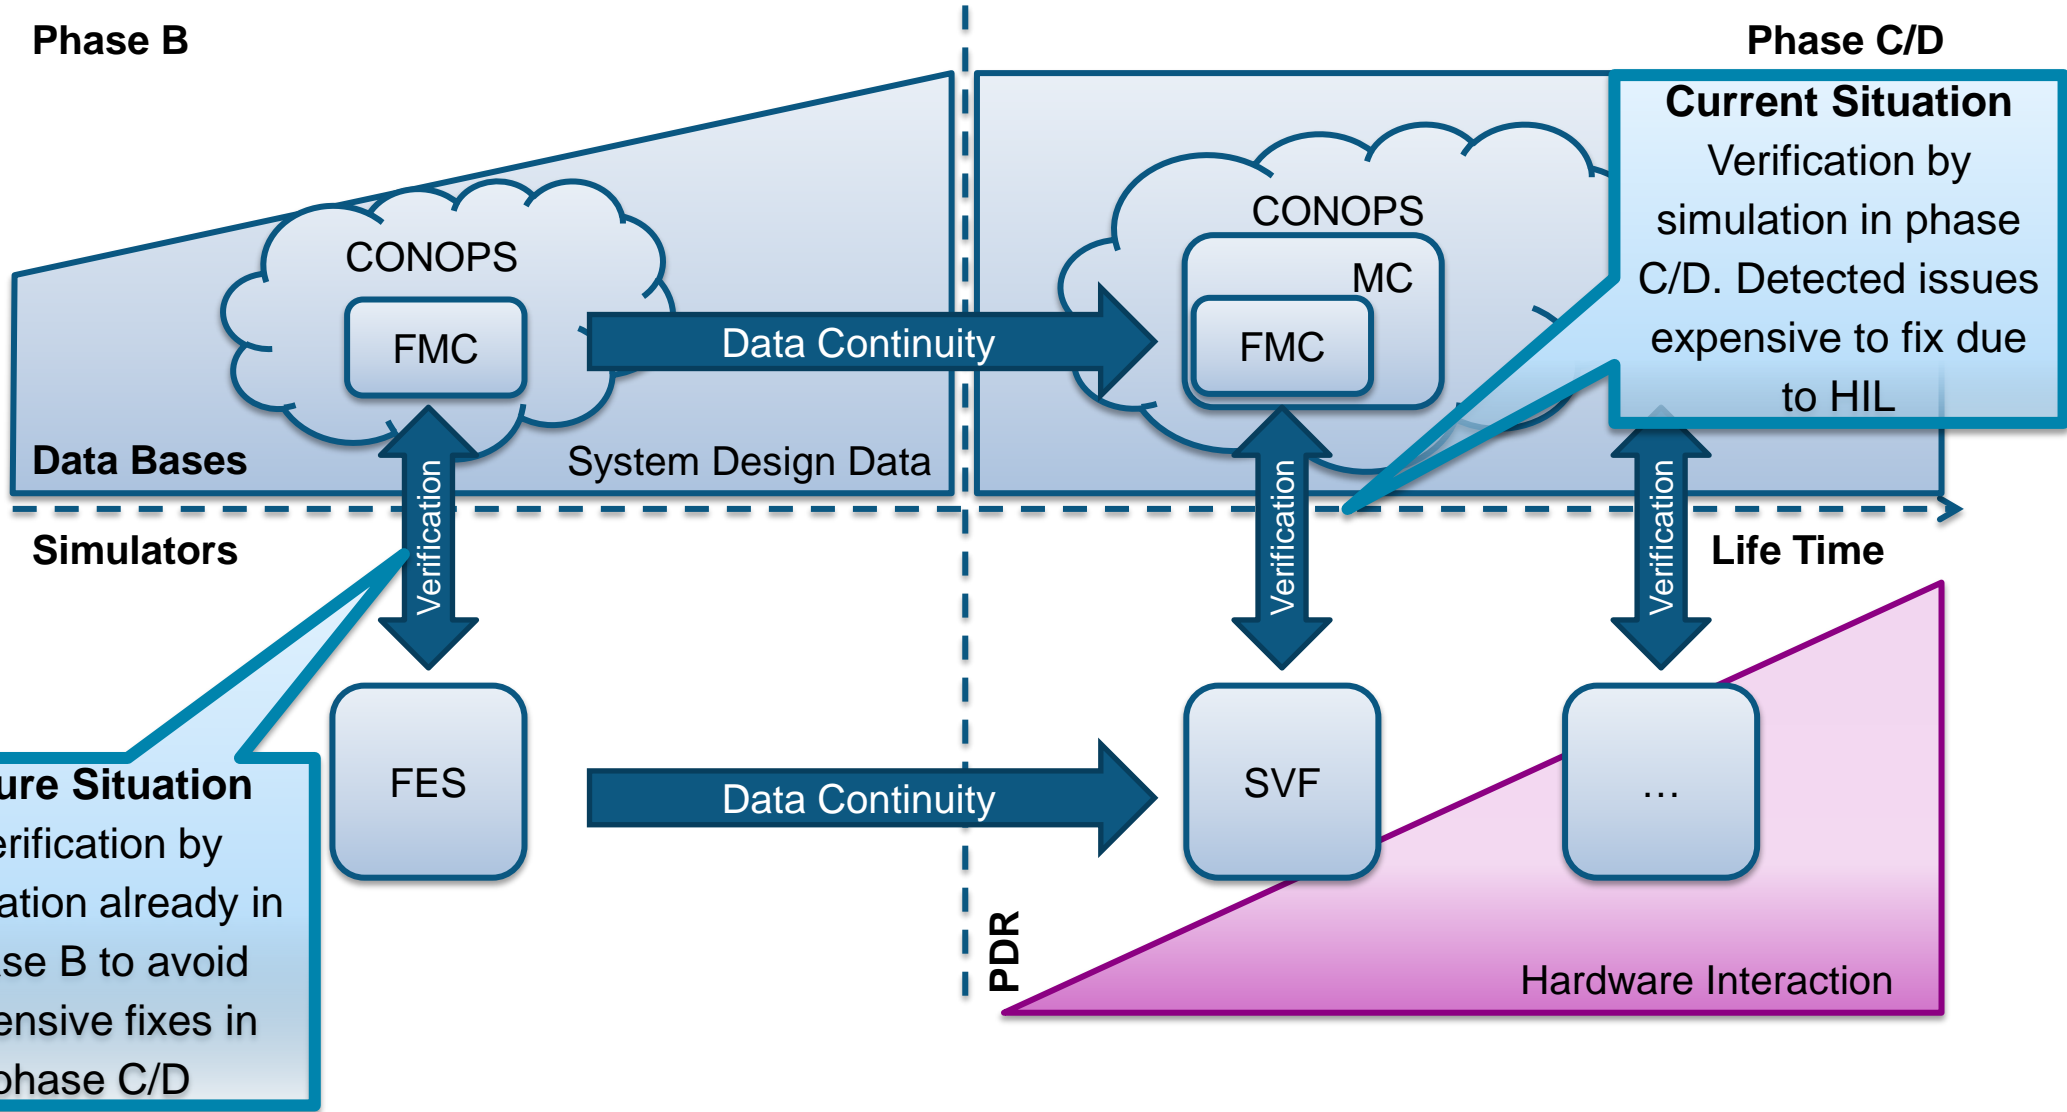 Phase B
Phase C/D
Current Situation
Verification by
simulation in phase
C/D. Detected issues
expensive to fix due
to HIL
CONOPS
FMC
Data Continuity
CONOPS
MC
FMC
Data Bases
System Design Data
Verification
Verification
Verification
Simulators
Life Time
ure Situation
erification by
ation already in
se B to avoid
ensive fixes in
phase C/D
FES
Data Continuity
SVF
...
PDR
Hardware Interaction